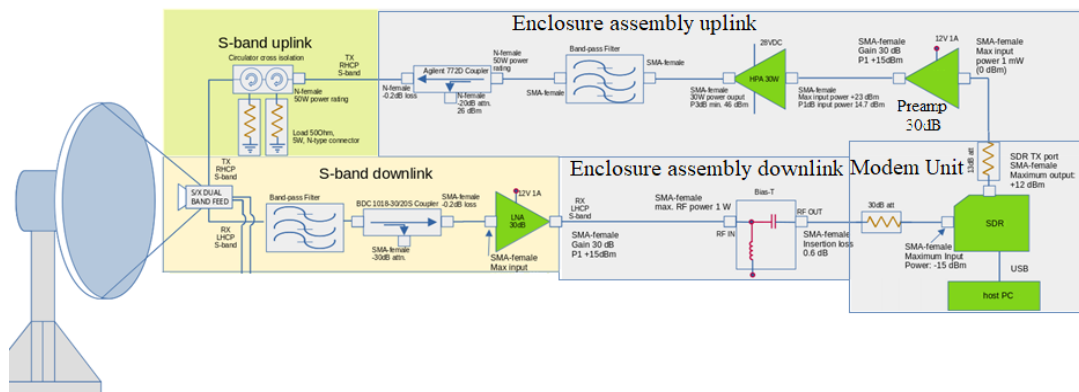 Enclosure assembly uplink
S-band uplink
Circulator cross isolation
N-female
50W power rating
Load 50Ohm,
5W, N-type connector
TX
RHCP
S-band
TX
RHCP
S-band
Agilent 772D Coupler
N-female
50W power
rating
N-female
-0.2dB loss
N-female
-20dB attn.
26 dBm
Band-pass Filter
SMA-female
SMA-female
28VDC
HPA 30W
SMA-female
30W power ouput
P3dB min. 46 dBm
SMA-female
Max input power +23 dBm
P1dB input power 14.7 dBm
SMA-female
Gain 30 dB
P1 +15dBm
12V 1A
SMA-female
Max input
power 1 mW
(0 dBm)
Preamp
30dB
S-band downlink
S/X DUAL
BAND FEED
RX
LHCP
S-band
Band-pass Filter
BDC 1018-30/20S Coupler
SMA-female
-0.2dB loss
SMA-female
-30dB attn.
12V 1A
LNA
30dB
SMA-female
Max input
Enclosure assembly downlink
RX
LHCP
S-band
SMA-female
Gain 30 dB
P1 +15dBm
SMA-female
max. RF power 1 W
Bias-T
RF IN
RF OUT
SMA-female
Insertion loss
0.6 dB
Modem Unit
13dB att
SDR TX port
SMA-female
Maximum output:
+12 dBm
30dB att
SMA-female
Maximum Input
Power: -15 dBm
SDR
USB
host PC